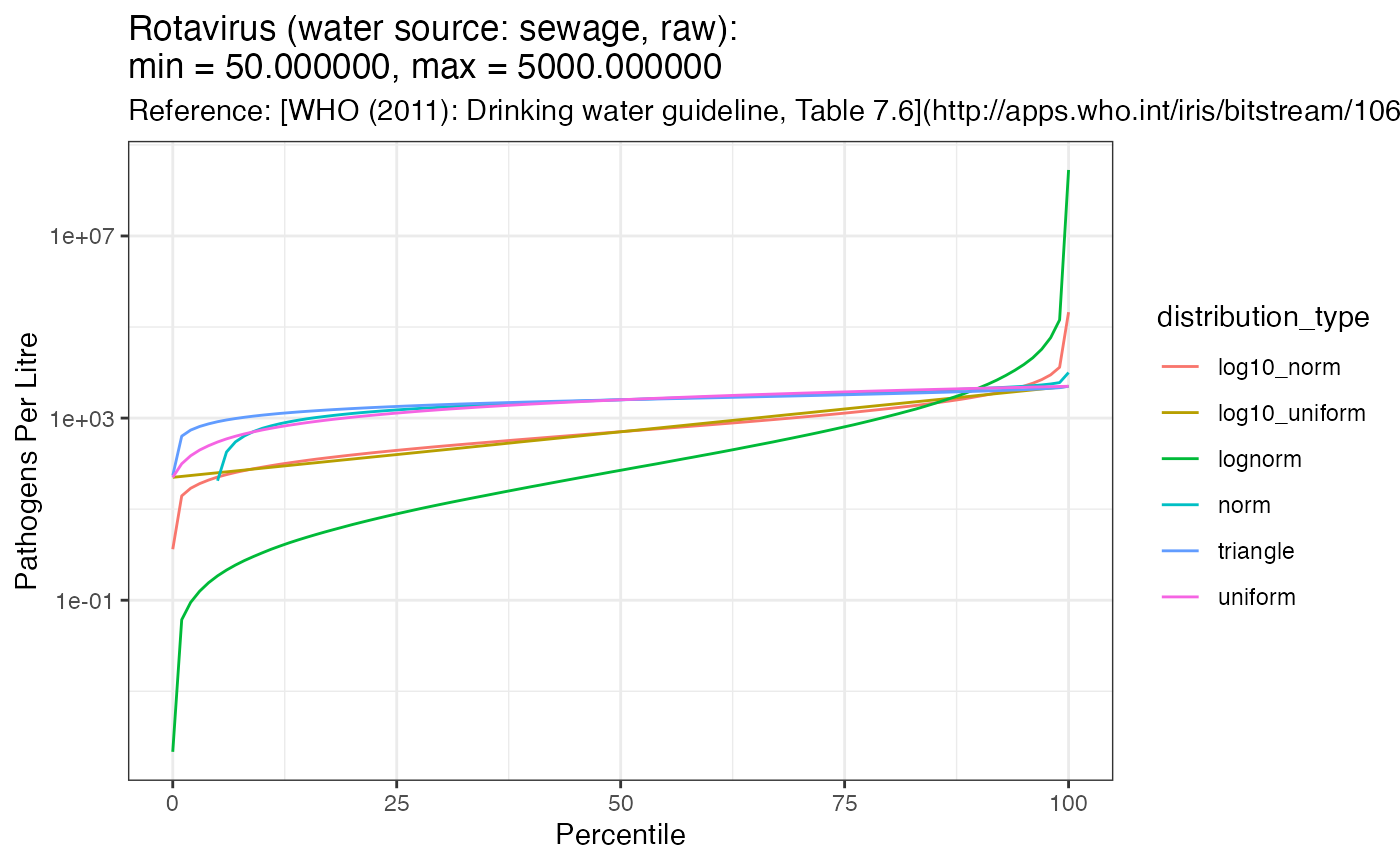 Rotavirus (water source: sewage, raw):
min = 50.000000, max = 5000.000000
Reference: [WHO (2011): Drinking water guideline, Table 7.6](http://apps.who.int/iris/bitstream/106
Pathogens Per Litre
1e+07
1e+03
1e-01
0 25 50 75 100
Percentile
distribution_type
log10_norm
log10_uniform
lognorm
norm
triangle
uniform